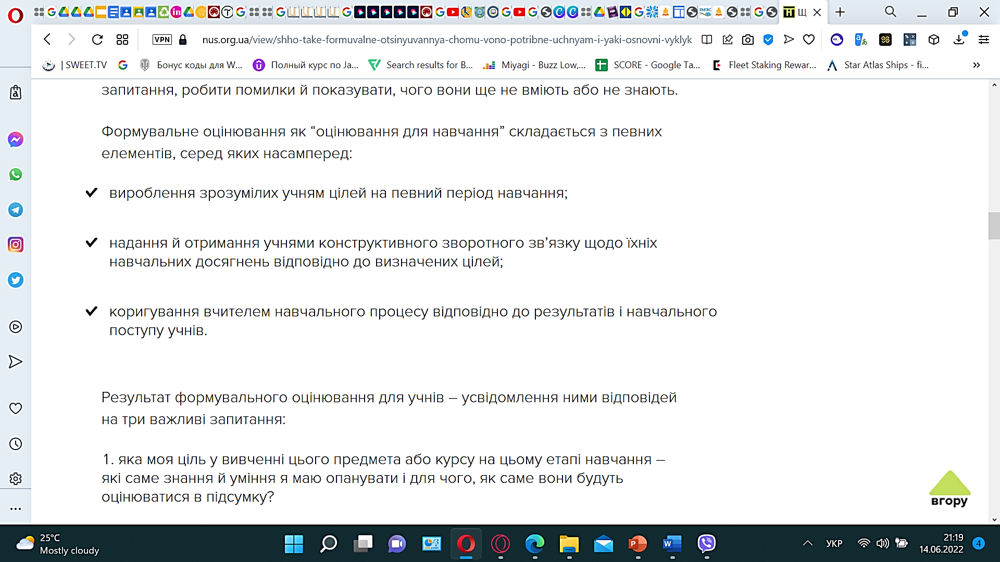 Щ
VPN
nus.org.ua/view/shho-take-formuvalne-otsinyuvannya-chomu-vono-potribne-uchnyam-i-yaki-osnovni-vyklyk
| SWEET.TV
Бонус коды для W...
Полный курс по Ja...
Search results for B...
Miyagi - Buzz Low,...
SCORE - Google Ta...
Fleet Staking Rewar...
Star Atlas Ships - fi...
запитання, робити помилки й показувати, чого вони ще не вміють або не знають.
Формувальне оцінювання як “оцінювання для навчання” складається з певних
елементів, серед яких насамперед:
вироблення зрозумілих учням цілей на певний період навчання;
надання й отримання учнями конструктивного зворотного зв’язку щодо їхніх
навчальних досягнень відповідно до визначених цілей;
коригування вчителем навчального процесу відповідно до результатів і навчального
поступу учнів.
Результат формувального оцінювання для учнів – усвідомлення ними відповідей
на три важливі запитання:
1. яка моя ціль у вивченні цього предмета або курсу на цьому етапі навчання –
які саме знання й уміння я маю опанувати і для чого, як саме вони будуть
оцінюватися в підсумку?
вгору
25°C
Mostly cloudy
УКР
21:19
14.06.2022
4